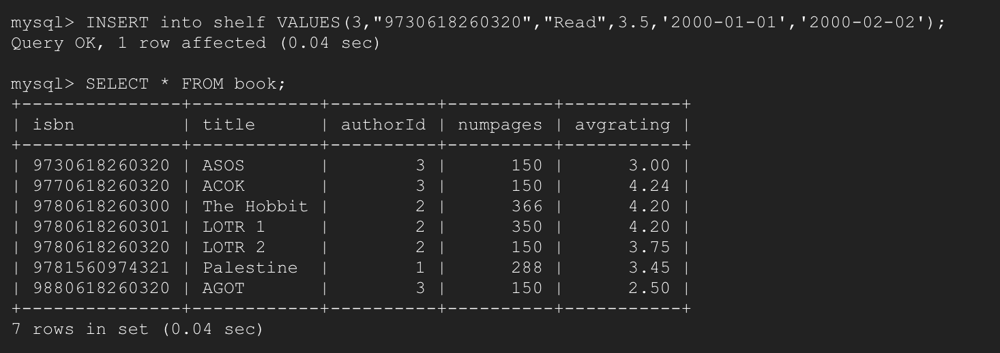 mysql> INSERT into shelf VALUES(3,"9730618260320","Read",3.5,'2000-01-01','2000-02-02');
Query OK, 1 row affected (0.04 sec)
mysql> SELECT * FROM book;
+---------------+------------+----------+----------+-----------+
| isbn          | title      | authorId | numpages | avgrating |
+---------------+------------+----------+----------+-----------+
| 9730618260320 | ASOS       |        3 |      150 |      3.00 |
| 9770618260320 | ACOK       |        3 |      150 |      4.24 |
| 9780618260300 | The Hobbit |        2 |      366 |      4.20 |
| 9780618260301 | LOTR 1     |        2 |      350 |      4.20 |
| 9780618260320 | LOTR 2     |        2 |      150 |      3.75 |
| 9781560974321 | Palestine  |        1 |      288 |      3.45 |
| 9880618260320 | AGOT       |        3 |      150 |      2.50 |
+---------------+------------+----------+----------+-----------+
7 rows in set (0.04 sec)